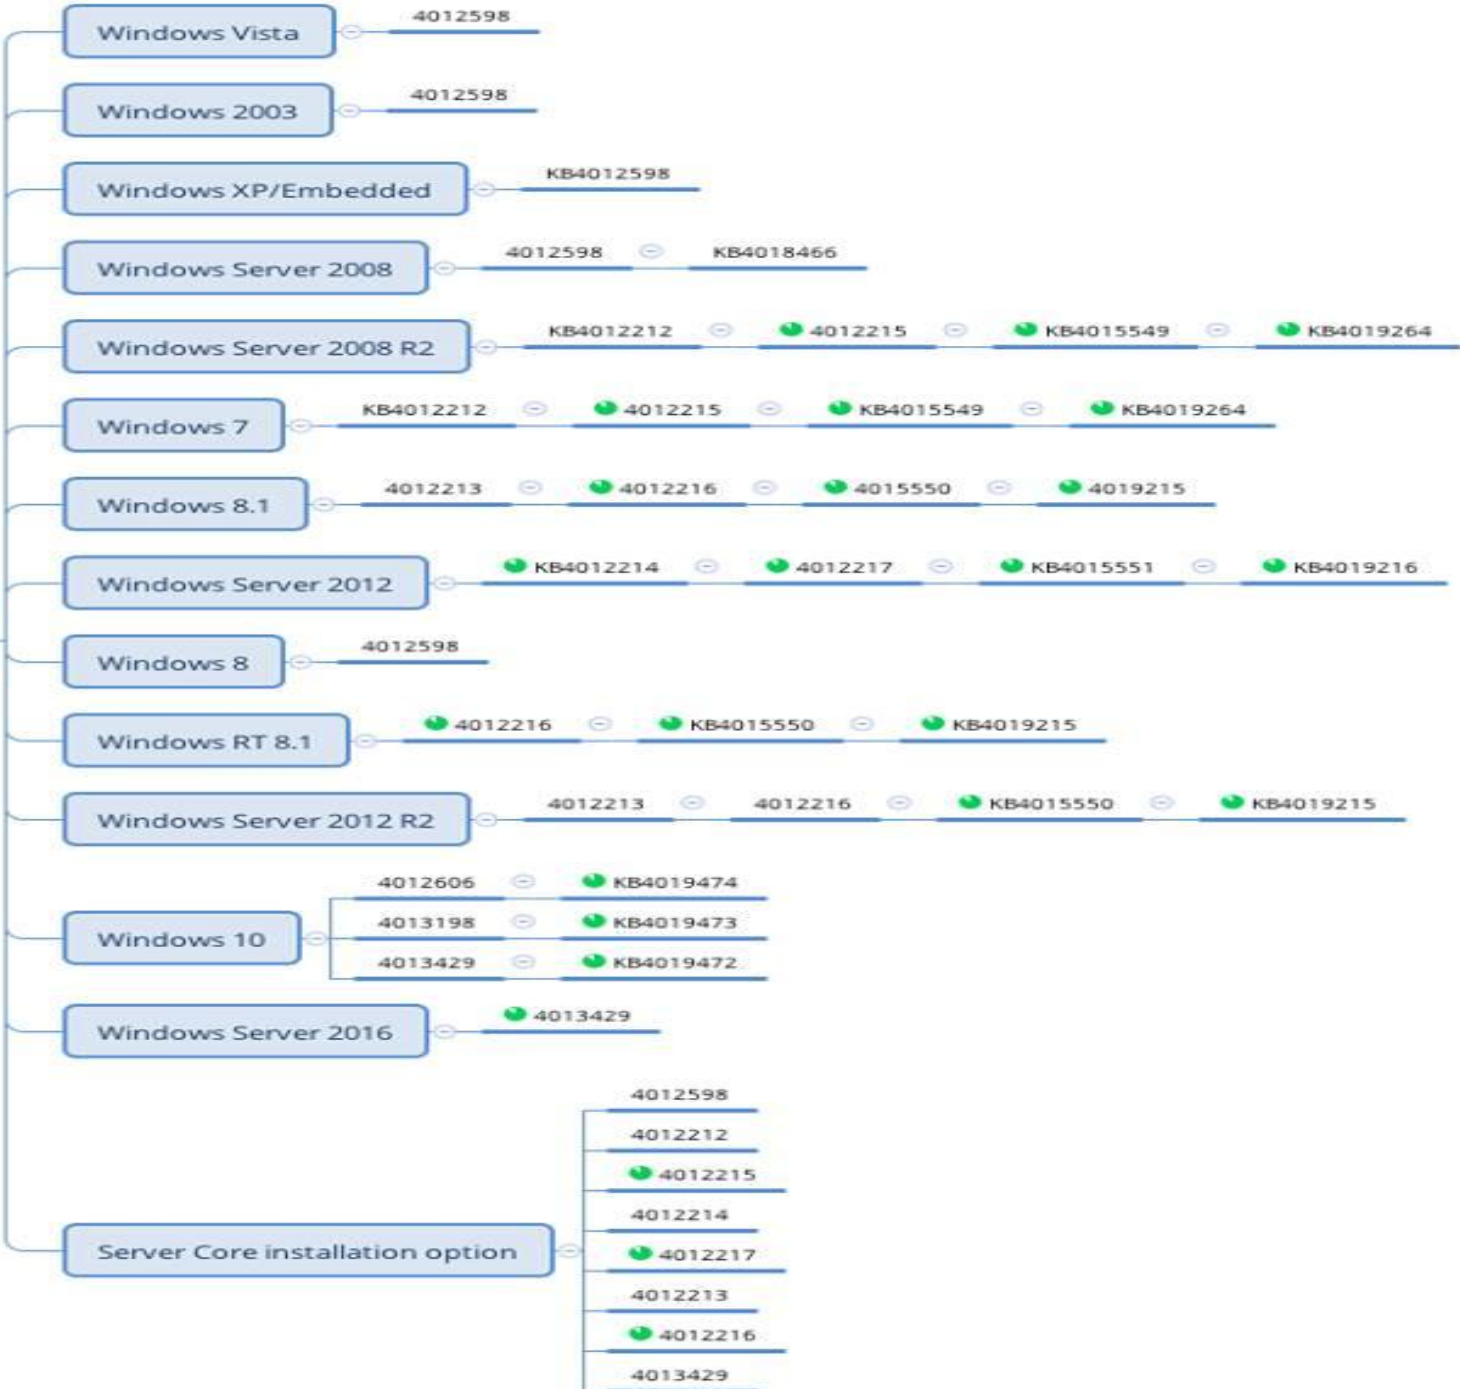 Windows Vista 4012598
Windows 2003 4012598
Windows XP/Embedded KB4012598
Windows Server 2008 4012598 KB4018466
Windows Server 2008 R2 KB4012212 4012215 KB4015549 KB4019264
Windows 7 KB4012212 4012215 KB4015549 KB4019264
Windows 8.1 4012213 4012216 4015550 4019215
Windows Server 2012 KB4012214 4012217 KB4015551 KB4019216
Windows 8 4012598
Windows RT 8.1 4012216 KB4015550 KB4019215
Windows Server 2012 R2 4012213 4012216 KB4015550 KB4019215
Windows 10
4012606 KB4019474
4013198 KB4019473
4013429 KB4019472
Windows Server 2016 4013429
Server Core installation option
4012598
4012212
4012215
4012214
4012217
4012213
4012216
4013429